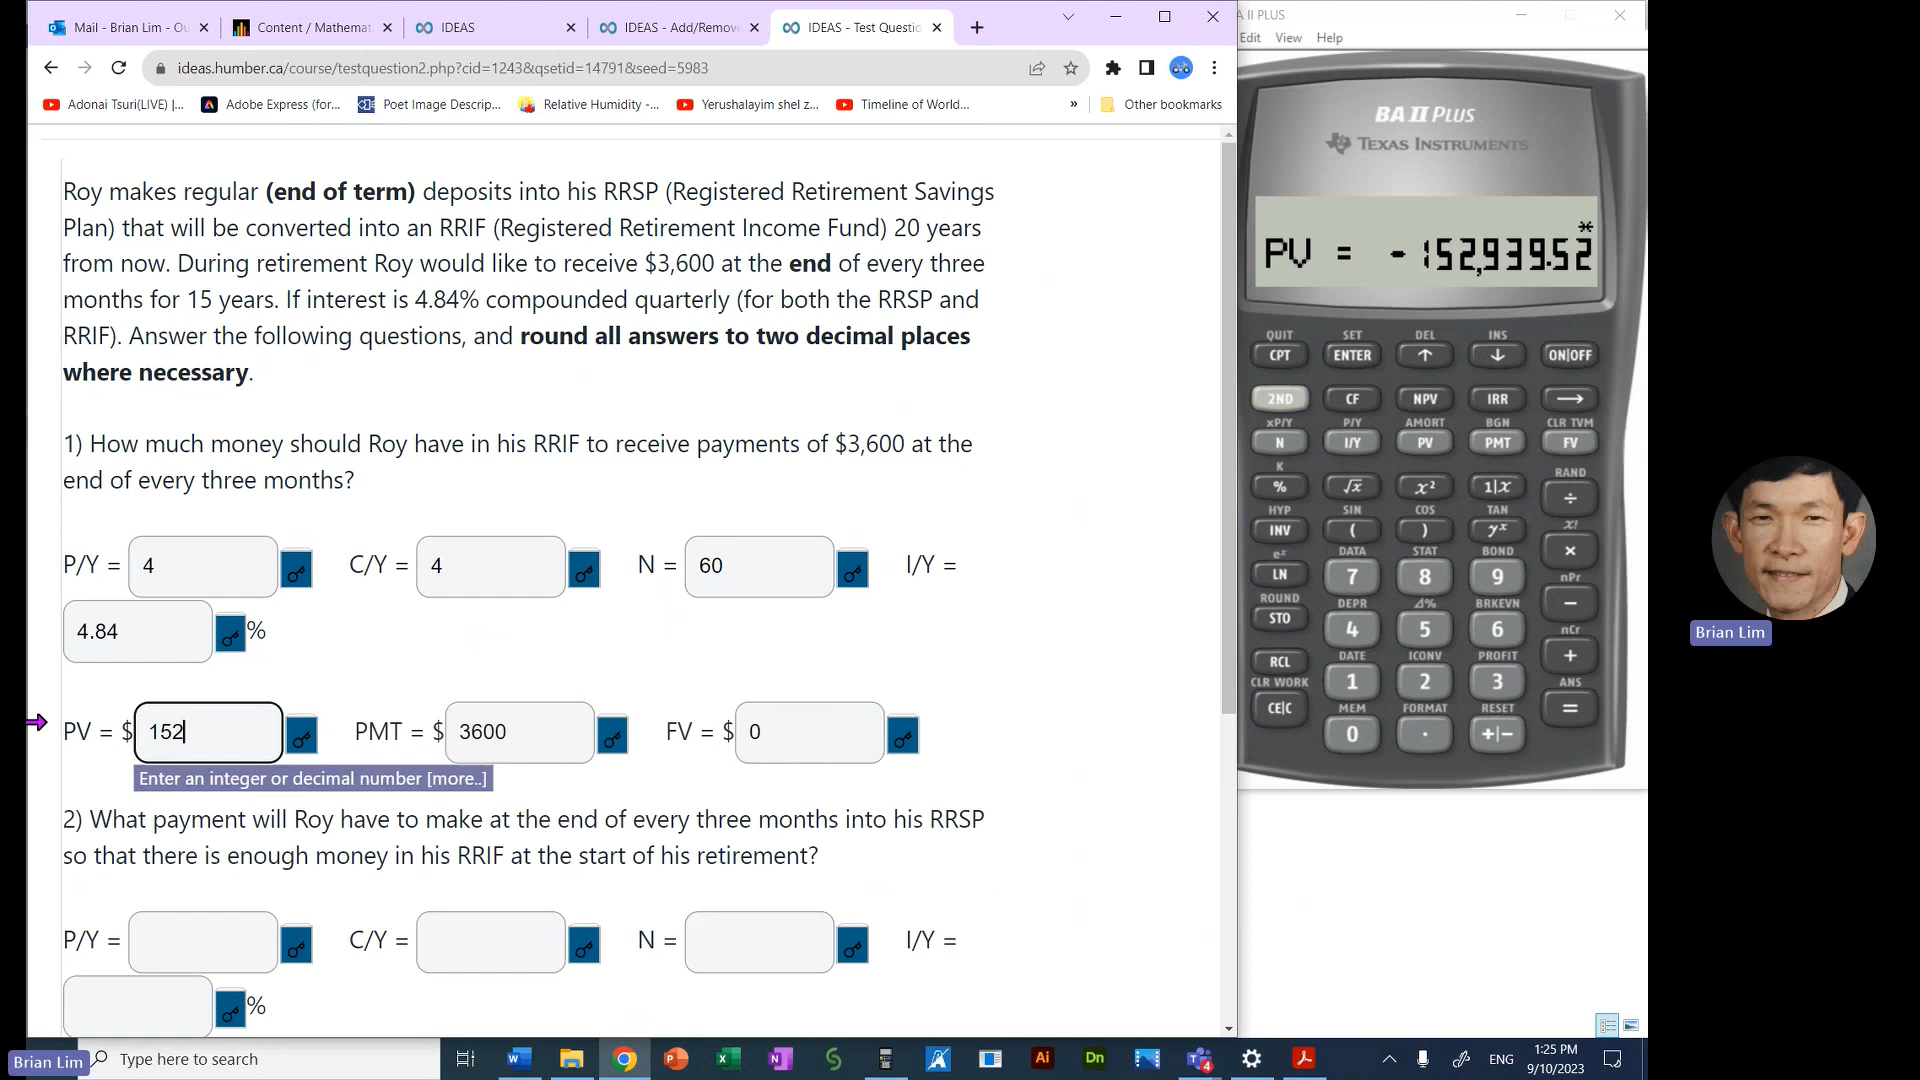 Mail - Brian Lim - Ou
Content / Mathemat
IDEAS
IDEAS - Add/Remov
IDEAS - Test Questio
A II PLUS
Edit View Help
ideas.humber.ca/course/testquestion2.php?cid=1243&qsetid=14791&seed=5983
Adonai Tsuri(LIVE) |...
Adobe Express (for...
Poet Image Descrip...
Relative Humidity -...
Yerushalayim shel z...
Timeline of World...
»
Other bookmarks
Roy makes regular (end of term) deposits into his RRSP (Registered Retirement Savings
Plan) that will be converted into an RRIF (Registered Retirement Income Fund) 20 years
from now. During retirement Roy would like to receive $3,600 at the end of every three
months for 15 years. If interest is 4.84% compounded quarterly (for both the RRSP and
RRIF). Answer the following questions, and round all answers to two decimal places
where necessary.
1) How much money should Roy have in his RRIF to receive payments of $3,600 at the
end of every three months?
P/Y = 4 C/Y = 4 N = 60 I/Y =
4.84 %
PV = $ 152 PMT = $ 3600 FV = $ 0
Enter an integer or decimal number [more..]
2) What payment will Roy have to make at the end of every three months into his RRSP
so that there is enough money in his RRIF at the start of his retirement?
P/Y = C/Y = N = I/Y =
%
BA II PLUS
TEXAS INSTRUMENTS
*
PV = -152,939.52
QUIT SET DEL INS
CPT ENTER ↑ ↓ ON|OFF
2ND CF NPV IRR →
xP/Y P/Y AMORT BGN CLR TVM
N I/Y PV PMT FV
K RAND
% √x x² 1|x ÷
HYP SIN COS TAN x!
INV ( ) yˣ ×
eˣ DATA STAT BOND nPr
LN 7 8 9 −
ROUND DEPR Δ% BRKEVN nCr
STO 4 5 6 +
DATE ICONV PROFIT
RCL 1 2 3
CLR WORK MEM FORMAT RESET ANS
CE|C 0 . +|− =
Brian Lim
Brian Lim
Type here to search
4
ENG
1:25 PM
9/10/2023